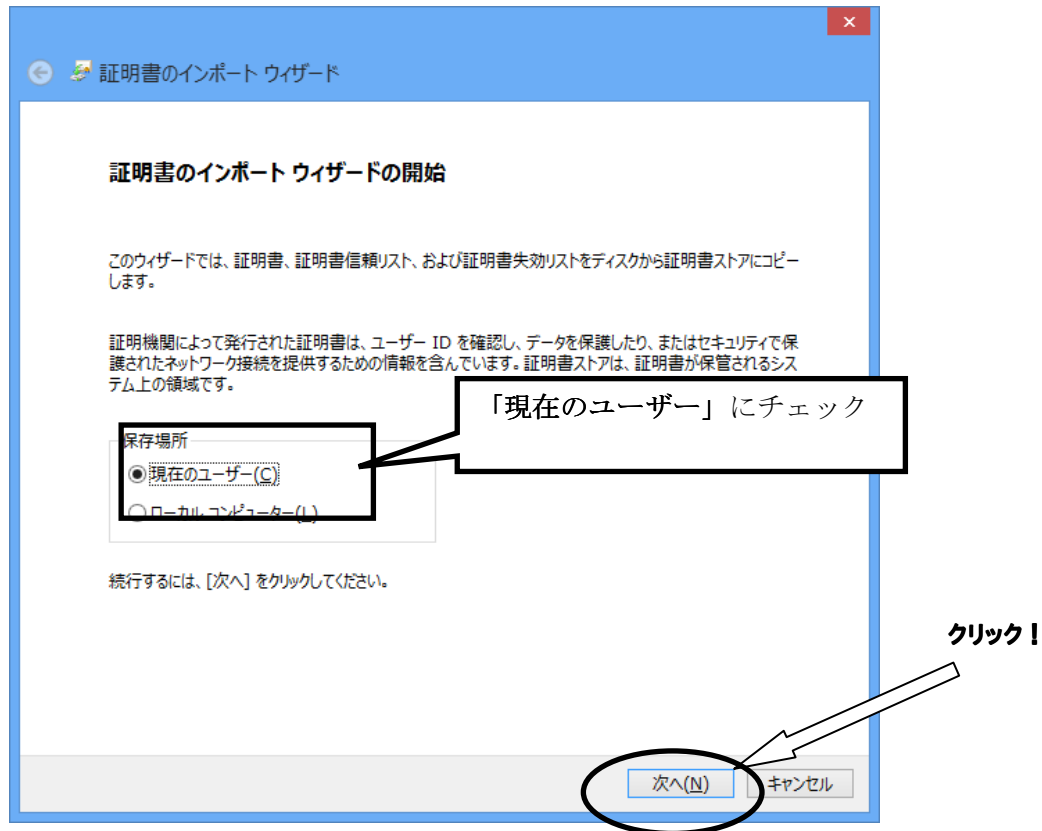 ×
証明書のインポート ウィザード
証明書のインポート ウィザードの開始
このウィザードでは、証明書、証明書信頼リスト、および証明書失効リストをディスクから証明書ストアにコピー
します。
証明機関によって発行された証明書は、ユーザー ID を確認し、データを保護したり、またはセキュリティで保
護されたネットワーク接続を提供するための情報を含んでいます。証明書ストアは、証明書が保管されるシス
テム上の領域です。
「現在のユーザー」にチェック
保存場所
現在のユーザー(C)
ローカル コンピューター(L)
続行するには、[次へ] をクリックしてください。
クリック！
次へ(N)
キャンセル